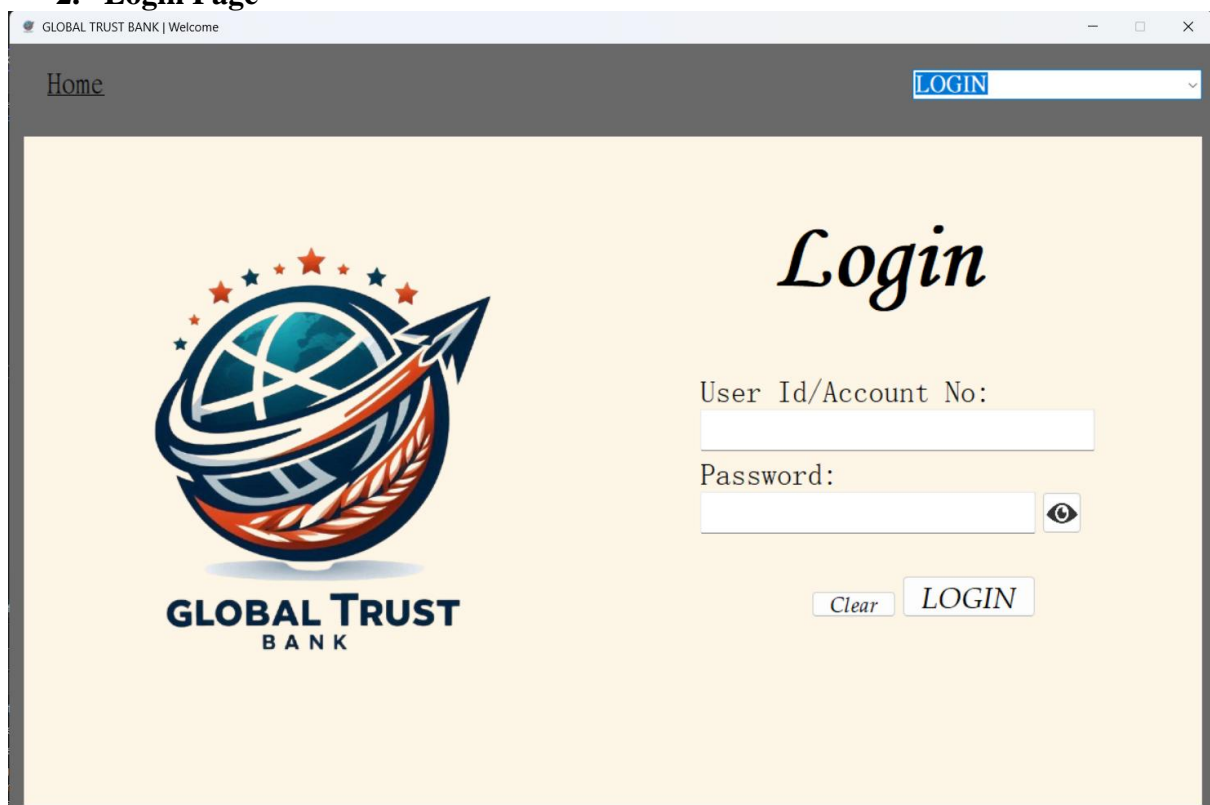 2. Login Page
GLOBAL TRUST BANK | Welcome
Home
LOGIN
Login
User Id/Account No:
Password:
Clear
LOGIN
GLOBAL TRUST
BANK